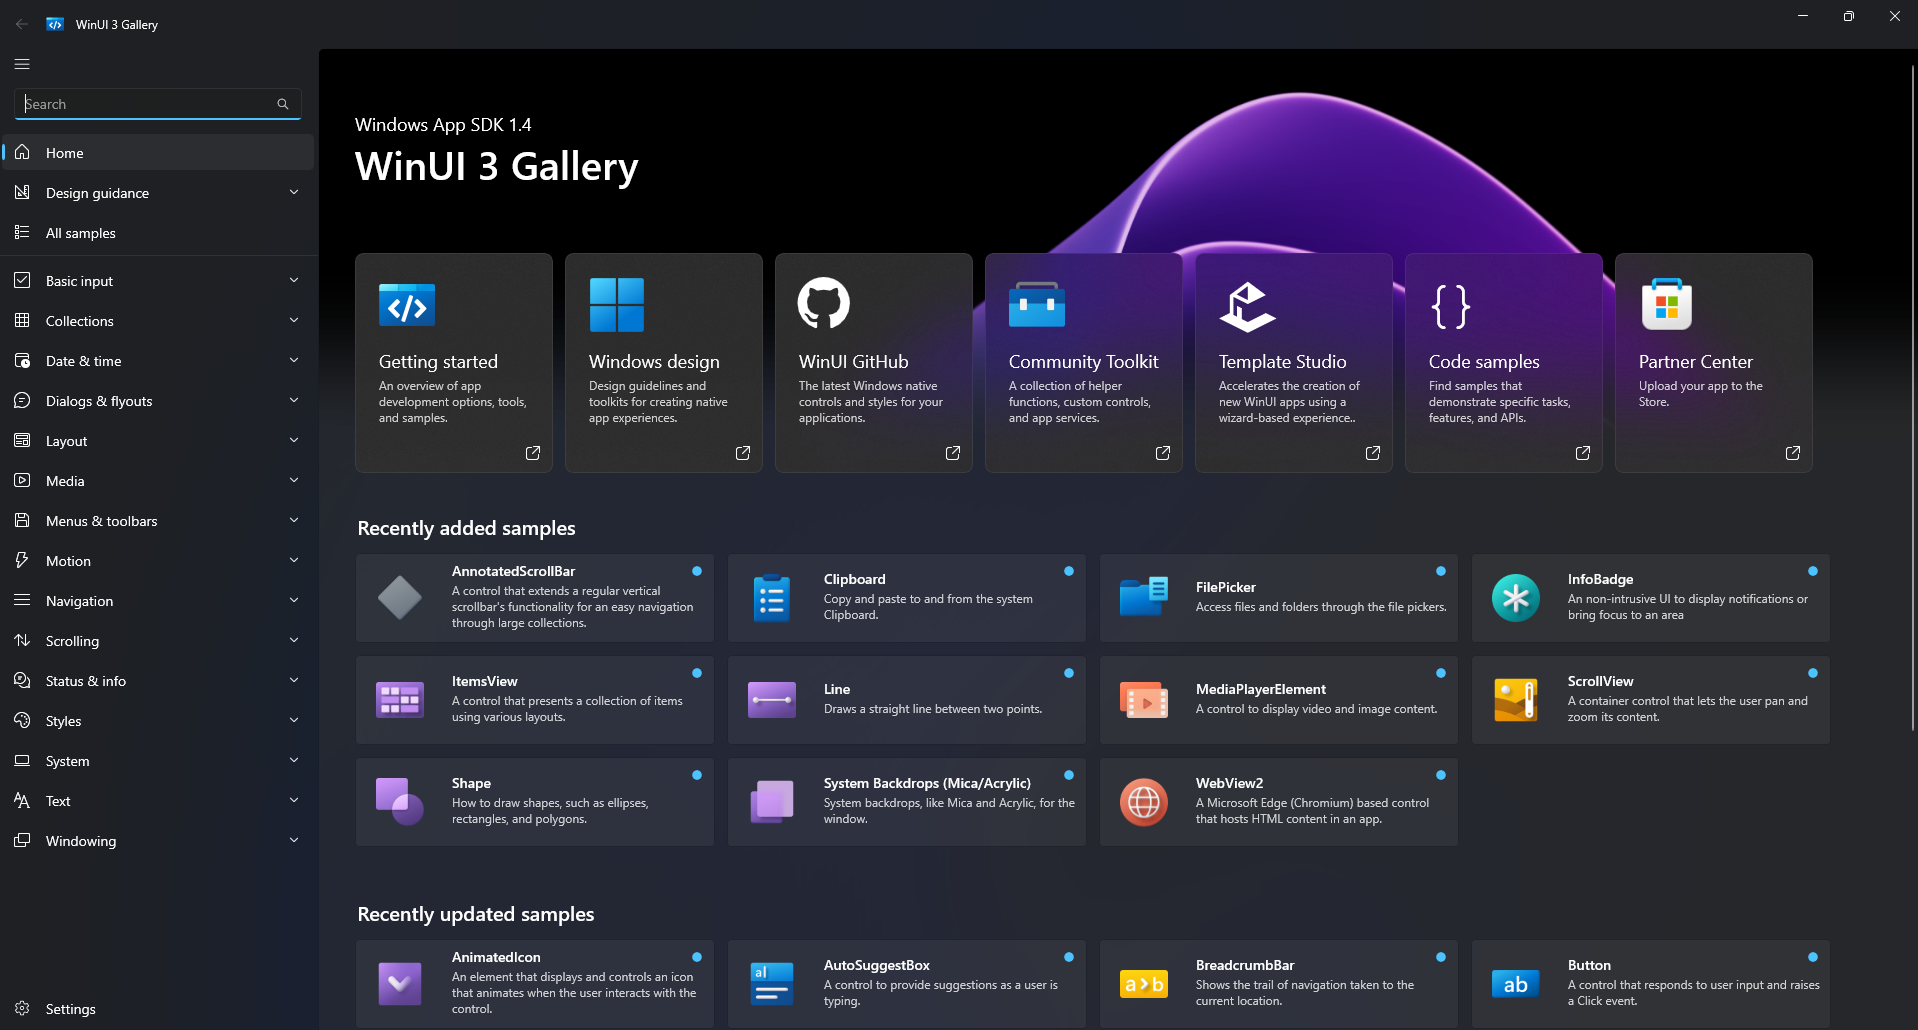 WinUI 3 Gallery
Search
Home
Design guidance
All samples
Basic input
Collections
Date & time
Dialogs & flyouts
Layout
Media
Menus & toolbars
Motion
Navigation
Scrolling
Status & info
Styles
System
Text
Windowing
Settings
Windows App SDK 1.4
WinUI 3 Gallery
Getting started
An overview of app
development options, tools,
and samples.
Windows design
Design guidelines and
toolkits for creating native
app experiences.
WinUI GitHub
The latest Windows native
controls and styles for your
applications.
Community Toolkit
A collection of helper
functions, custom controls,
and app services.
Template Studio
Accelerates the creation of
new WinUI apps using a
wizard-based experience..
Code samples
Find samples that
demonstrate specific tasks,
features, and APIs.
Partner Center
Upload your app to the
Store.
Recently added samples
AnnotatedScrollBar
A control that extends a regular vertical
scrollbar's functionality for an easy navigation
through large collections.
Clipboard
Copy and paste to and from the system
Clipboard.
FilePicker
Access files and folders through the file pickers.
InfoBadge
An non-intrusive UI to display notifications or
bring focus to an area
ItemsView
A control that presents a collection of items
using various layouts.
Line
Draws a straight line between two points.
MediaPlayerElement
A control to display video and image content.
ScrollView
A container control that lets the user pan and
zoom its content.
Shape
How to draw shapes, such as ellipses,
rectangles, and polygons.
System Backdrops (Mica/Acrylic)
System backdrops, like Mica and Acrylic, for the
window.
WebView2
A Microsoft Edge (Chromium) based control
that hosts HTML content in an app.
Recently updated samples
AnimatedIcon
An element that displays and controls an icon
that animates when the user interacts with the
control.
al
AutoSuggestBox
A control to provide suggestions as a user is
typing.
a>b
BreadcrumbBar
Shows the trail of navigation taken to the
current location.
ab
Button
A control that responds to user input and raises
a Click event.